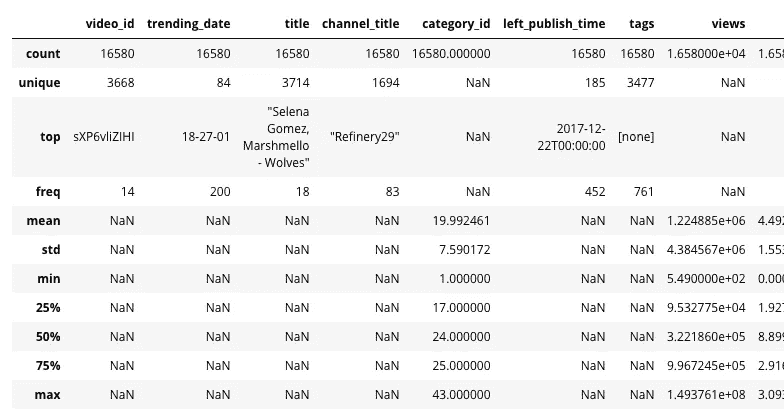 video_id trending_date title channel_title category_id left_publish_time tags views
count 16580 16580 16580 16580 16580.000000 16580 16580 1.658000e+04 1.658
unique 3668 84 3714 1694 NaN 185 3477 NaN
"Selena
Gomez,
top sXP6vliZIHI 18-27-01 Marshmello "Refinery29" NaN 2017-12-22T00:00:00 [none] NaN
- Wolves"
freq 14 200 18 83 NaN 452 761 NaN
mean NaN NaN NaN NaN 19.992461 NaN NaN 1.224885e+06 4.492
std NaN NaN NaN NaN 7.590172 NaN NaN 4.384567e+06 1.553
min NaN NaN NaN NaN 1.000000 NaN NaN 5.490000e+02 0.000
25% NaN NaN NaN NaN 17.000000 NaN NaN 9.532775e+04 1.927
50% NaN NaN NaN NaN 24.000000 NaN NaN 3.221860e+05 8.899
75% NaN NaN NaN NaN 25.000000 NaN NaN 9.967245e+05 2.916
max NaN NaN NaN NaN 43.000000 NaN NaN 1.493761e+08 3.093